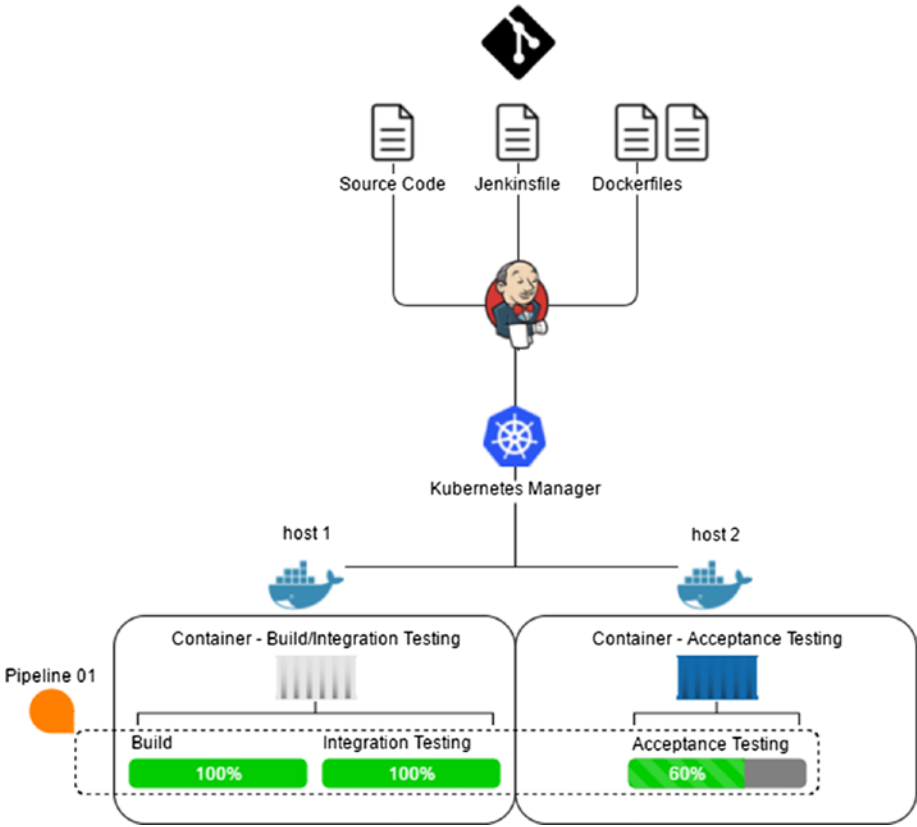 Source Code
Jenkinsfile
Dockerfiles
Kubernetes Manager
host 1
host 2
Container - Build/Integration Testing
Container - Acceptance Testing
Pipeline 01
Build
Integration Testing
Acceptance Testing
100%
100%
60%